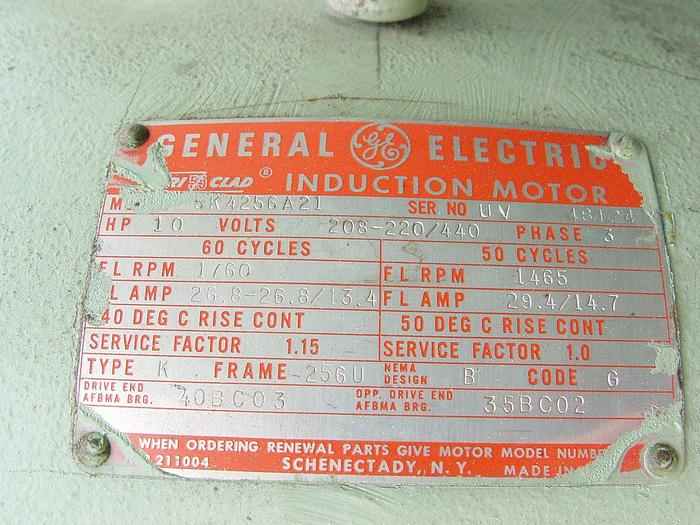 GENERAL GE ELECTRIC
CLAD ® INDUCTION MOTOR
5K4256A21 SER. NO UV 48124
HP 10 VOLTS 208-220/440 PHASE 3
60 CYCLES 50 CYCLES
FL RPM 1760 FL RPM 1465
L AMP 26.8-26.8/13.4 FL AMP 29.4/14.7
40 DEG C RISE CONT 50 DEG C RISE CONT
SERVICE FACTOR 1.15 SERVICE FACTOR 1.0
TYPE K FRAME 256U NEMA DESIGN B CODE G
DRIVE END AFBMA BRG. 40BC03 OPP. DRIVE END AFBMA BRG. 35BC02
WHEN ORDERING RENEWAL PARTS GIVE MOTOR MODEL NUMBE
211004 SCHENECTADY, N. Y. MADE IN